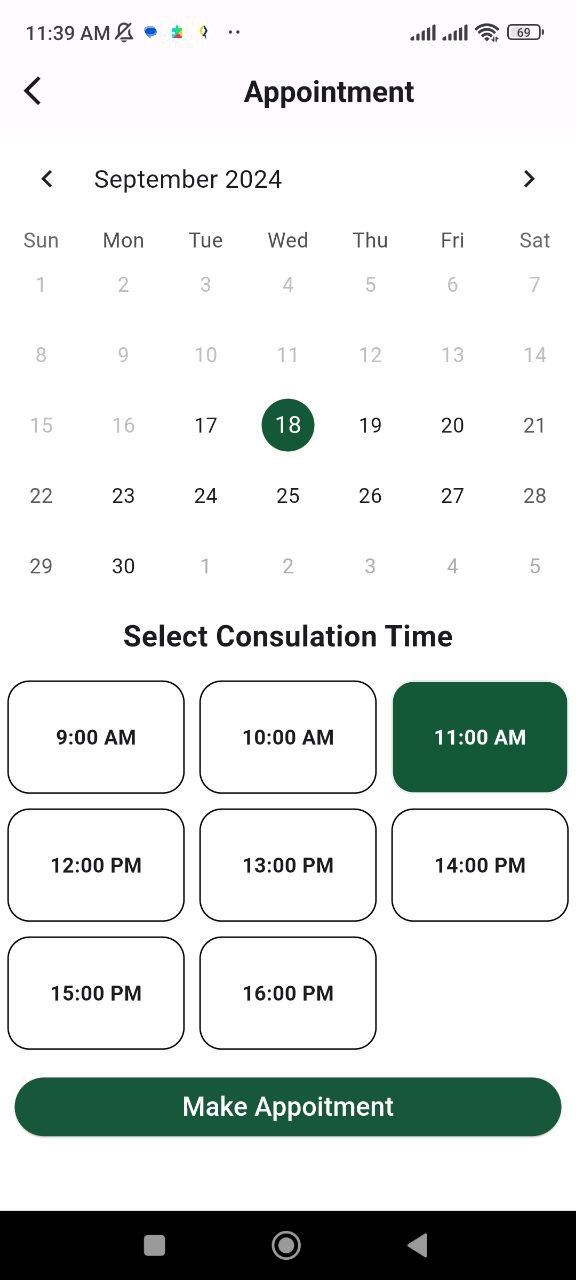 11:39 AM 69
Appointment
September 2024
Sun Mon Tue Wed Thu Fri Sat
1 2 3 4 5 6 7
8 9 10 11 12 13 14
15 16 17 18 19 20 21
22 23 24 25 26 27 28
29 30 1 2 3 4 5
Select Consulation Time
9:00 AM 10:00 AM 11:00 AM
12:00 PM 13:00 PM 14:00 PM
15:00 PM 16:00 PM
Make Appoitment